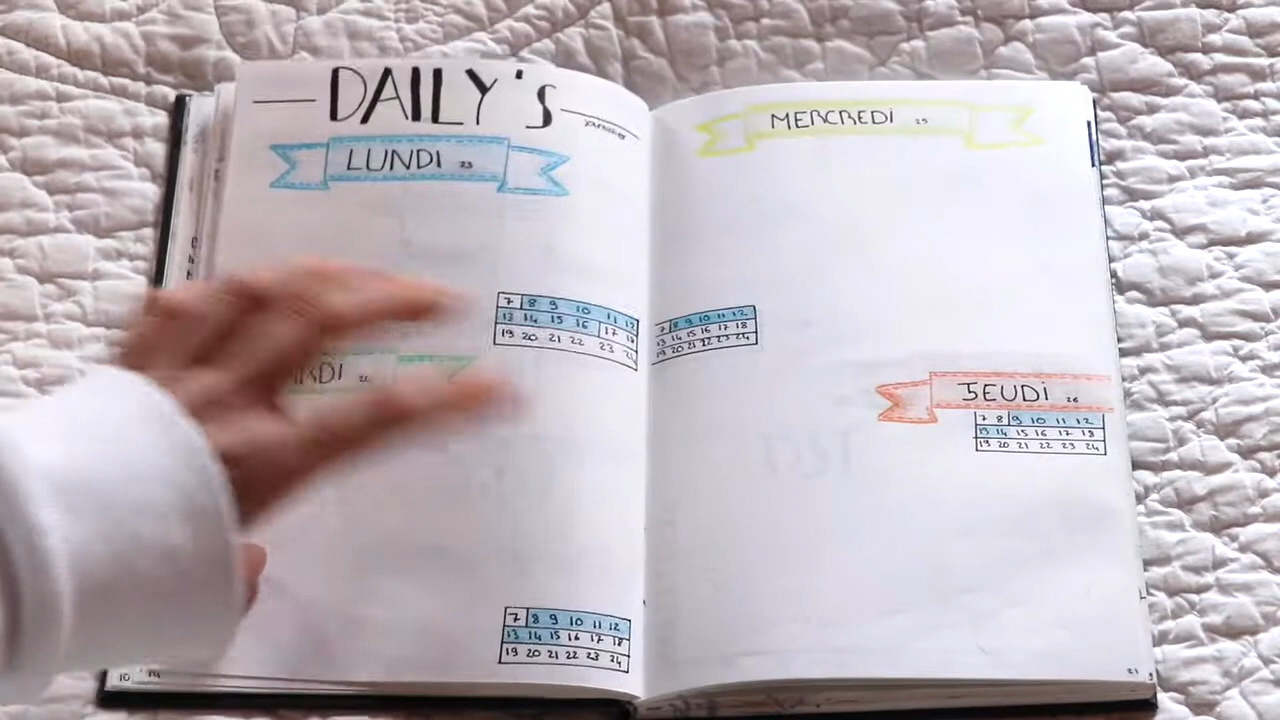 DAILY'S
LUNDI 23
7 8 9 10 11 12
13 14 15 16 17 18
19 20 21 22 23 24
RDI
7 8 9 10 11 12
13 14 15 16 17 18
19 20 21 22 23 24
10
MERCREDI 25
7 8 9 10 11 12
13 14 15 16 17 18
19 20 21 22 23 24
JEUDI 26
7 8 9 10 11 12
13 14 15 16 17 18
19 20 21 22 23 24
21